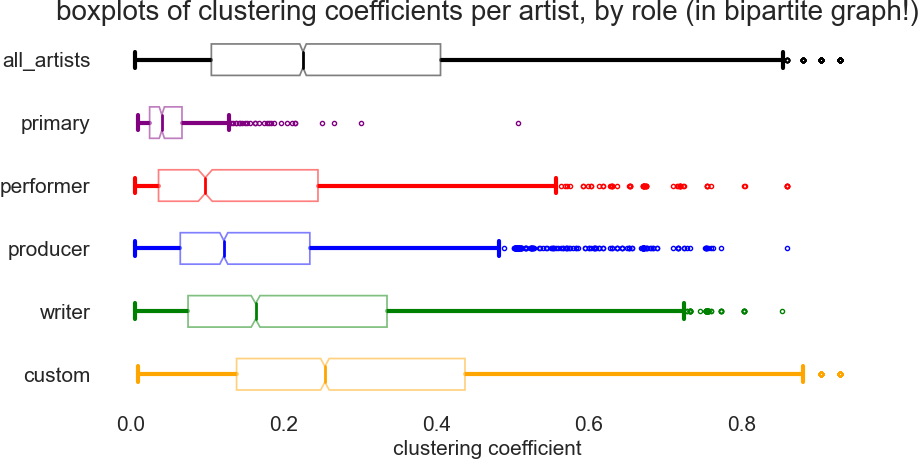 boxplots of clustering coefficients per artist, by role (in bipartite graph!)
all_artists
primary
performer
producer
writer
custom
0.0 0.2 0.4 0.6 0.8
clustering coefficient